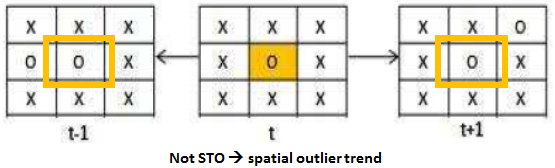 X X X X X X X X O
O O X X O X X O X
X X X X X X X X X
t-1 t t+1
Not STO → spatial outlier trend